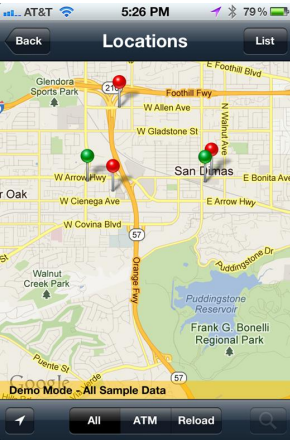 AT&T 5:26 PM 79%
Back Locations List
E Foothill Blvd
Glendora
Sports Park
210
Foothill Fwy
W Allen Ave
N Walnut Ave
W Gladstone St
San Dimas
W Arrow Hwy
E Bonita Ave
r Oak
W Cienega Ave
E Arrow Hwy
W Covina Blvd
57
Orange Fwy
Puddingstone Dr
Walnut
Creek Park
Puddingstone
Reservoir
Frank G. Bonelli
Regional Park
Puente St
57
Google
Demo Mode - All Sample Data
All ATM Reload